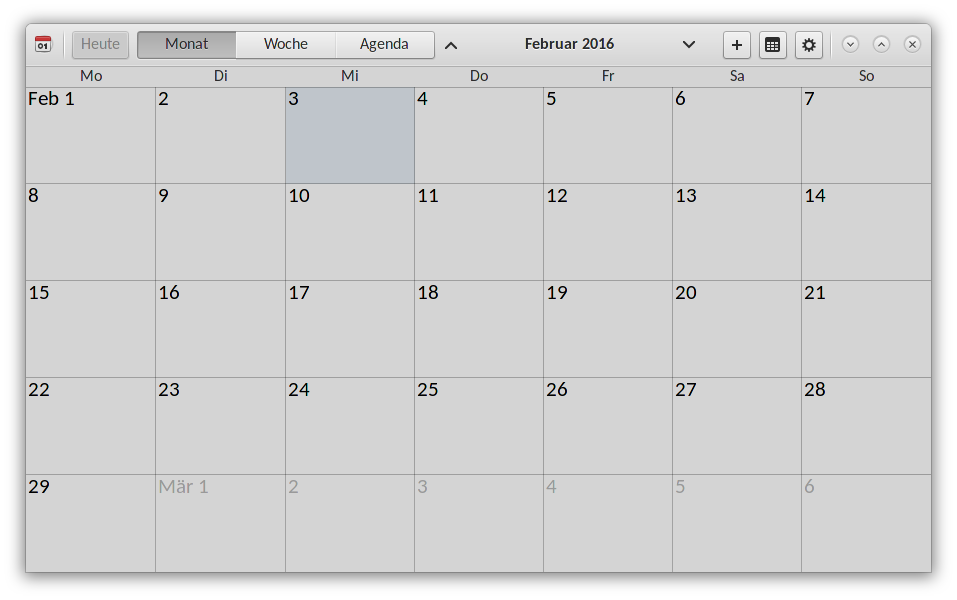 01 Heute Monat Woche Agenda Februar 2016
Mo Di Mi Do Fr Sa So
Feb 1 2 3 4 5 6 7
8 9 10 11 12 13 14
15 16 17 18 19 20 21
22 23 24 25 26 27 28
29 Mär 1 2 3 4 5 6